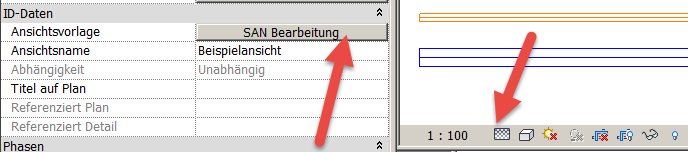 ID-Daten
Ansichtsvorlage SAN Bearbeitung
Ansichtsname Beispielansicht
Abhängigkeit Unabhängig
Titel auf Plan
Referenziert Plan
Referenziert Detail
Phasen
1 : 100